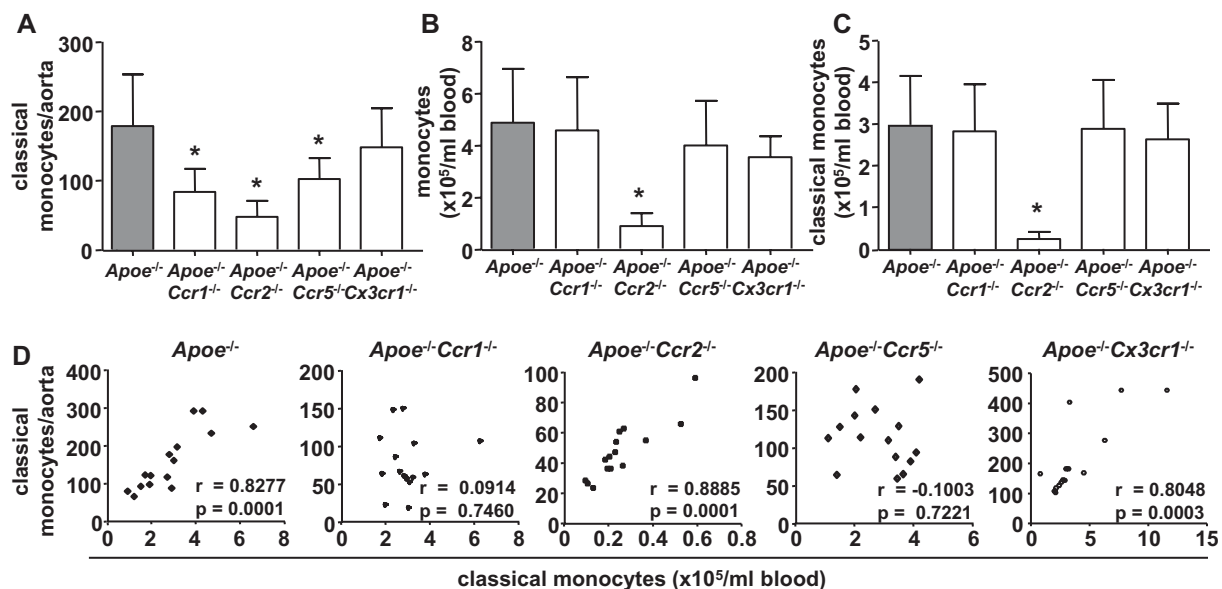 A
classical
monocytes/aorta
300
200
100
0
Apoe-/-
Apoe-/-
Ccr1-/-
Apoe-/-
Ccr2-/-
Apoe-/-
Ccr5-/-
Apoe-/-
Cx3cr1-/-
B
monocytes
(x10⁵/ml blood)
8
6
4
2
0
Apoe-/-
Apoe-/-
Ccr1-/-
Apoe-/-
Ccr2-/-
Apoe-/-
Ccr5-/-
Apoe-/-
Cx3cr1-/-
*
*
*
*
C
classical monocytes
(x10⁵/ml blood)
5
4
3
2
1
0
Apoe-/-
Apoe-/-
Ccr1-/-
Apoe-/-
Ccr2-/-
Apoe-/-
Ccr5-/-
Apoe-/-
Cx3cr1-/-
*
D
classical
monocytes/aorta
Apoe-/-
400
300
200
100
0
0 2 4 6 8
r = 0.8277
p = 0.0001
Apoe-/-Ccr1-/-
200
150
100
50
0
0 2 4 6 8
r = 0.0914
p = 0.7460
Apoe-/-Ccr2-/-
100
80
60
40
20
0
0 0.2 0.4 0.6 0.8
r = 0.8885
p = 0.0001
Apoe-/-Ccr5-/-
200
150
100
50
0
0 2 4 6
r = -0.1003
p = 0.7221
Apoe-/-Cx3cr1-/-
500
400
300
200
100
0
0 5 10 15
r = 0.8048
p = 0.0003
classical monocytes (x10⁵/ml blood)